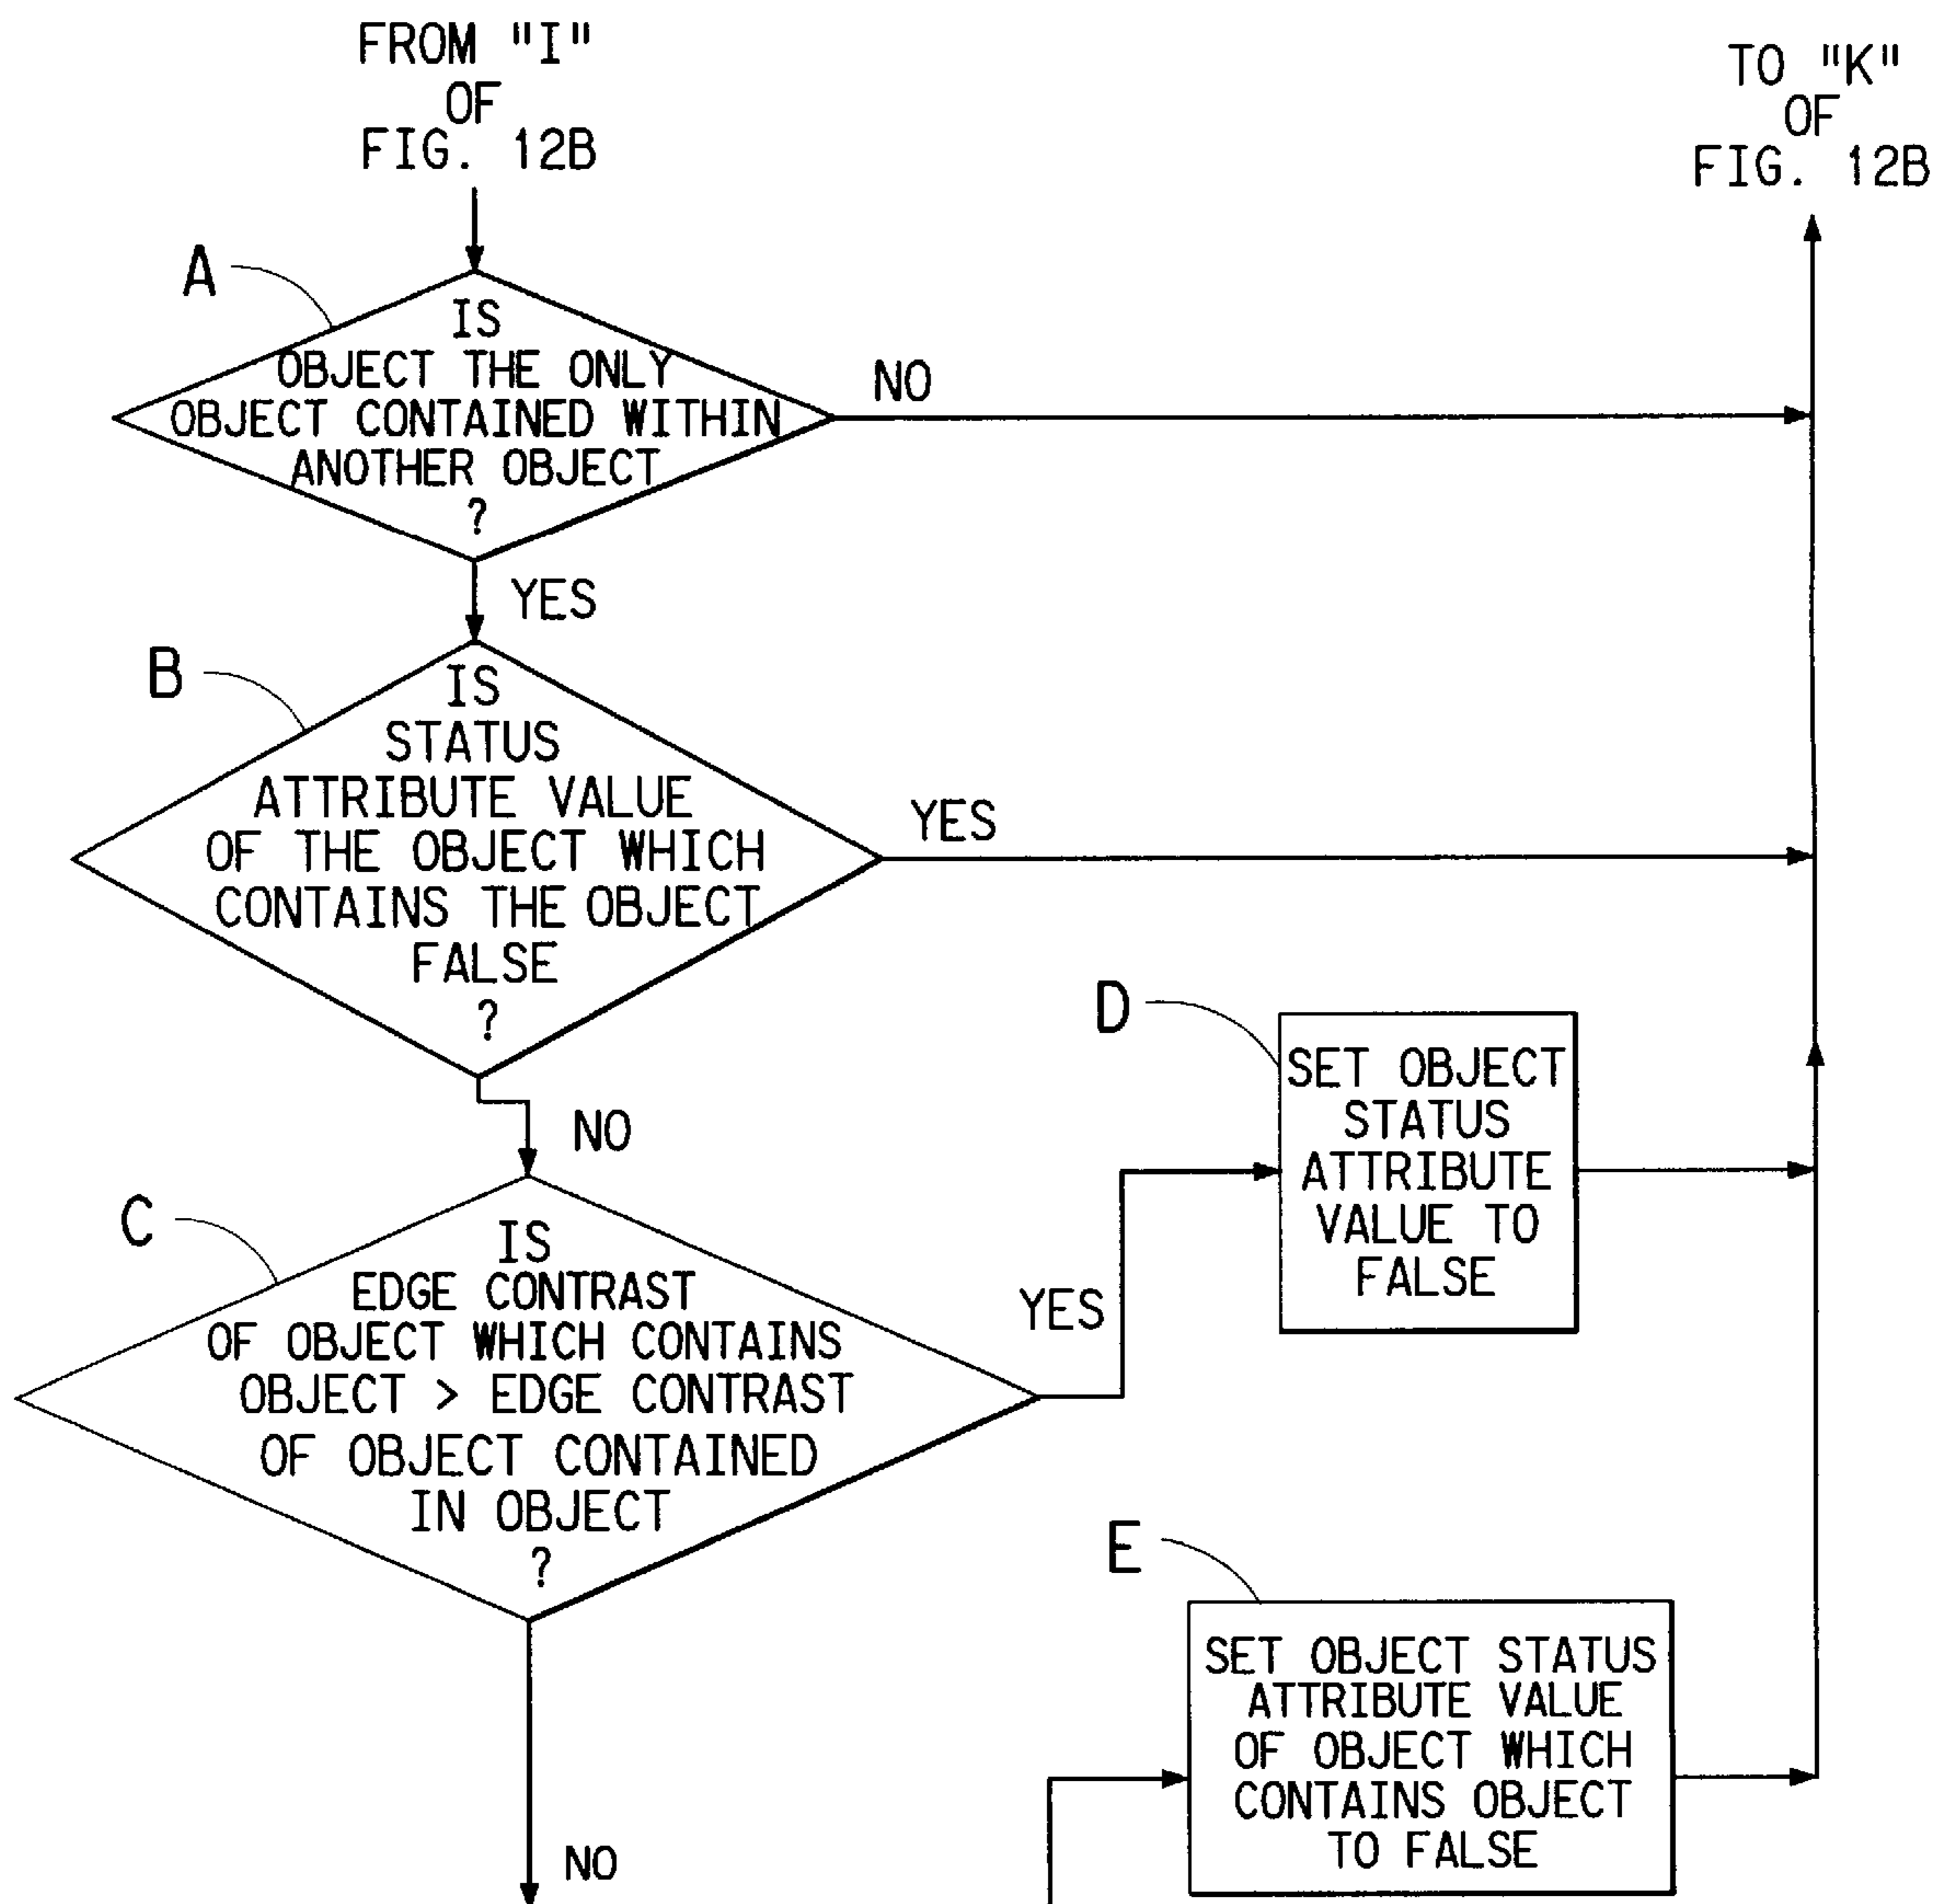 FROM "I"
OF
FIG. 12B
TO "K"
OF
FIG. 12B
A
IS
OBJECT THE ONLY
OBJECT CONTAINED WITHIN
ANOTHER OBJECT
?
NO
YES
B
IS
STATUS
ATTRIBUTE VALUE
OF THE OBJECT WHICH
CONTAINS THE OBJECT
FALSE
?
YES
NO
C
IS
EDGE CONTRAST
OF OBJECT WHICH CONTAINS
OBJECT > EDGE CONTRAST
OF OBJECT CONTAINED
IN OBJECT
?
YES
D
SET OBJECT
STATUS
ATTRIBUTE
VALUE TO
FALSE
E
SET OBJECT STATUS
ATTRIBUTE VALUE
OF OBJECT WHICH
CONTAINS OBJECT
TO FALSE
NO